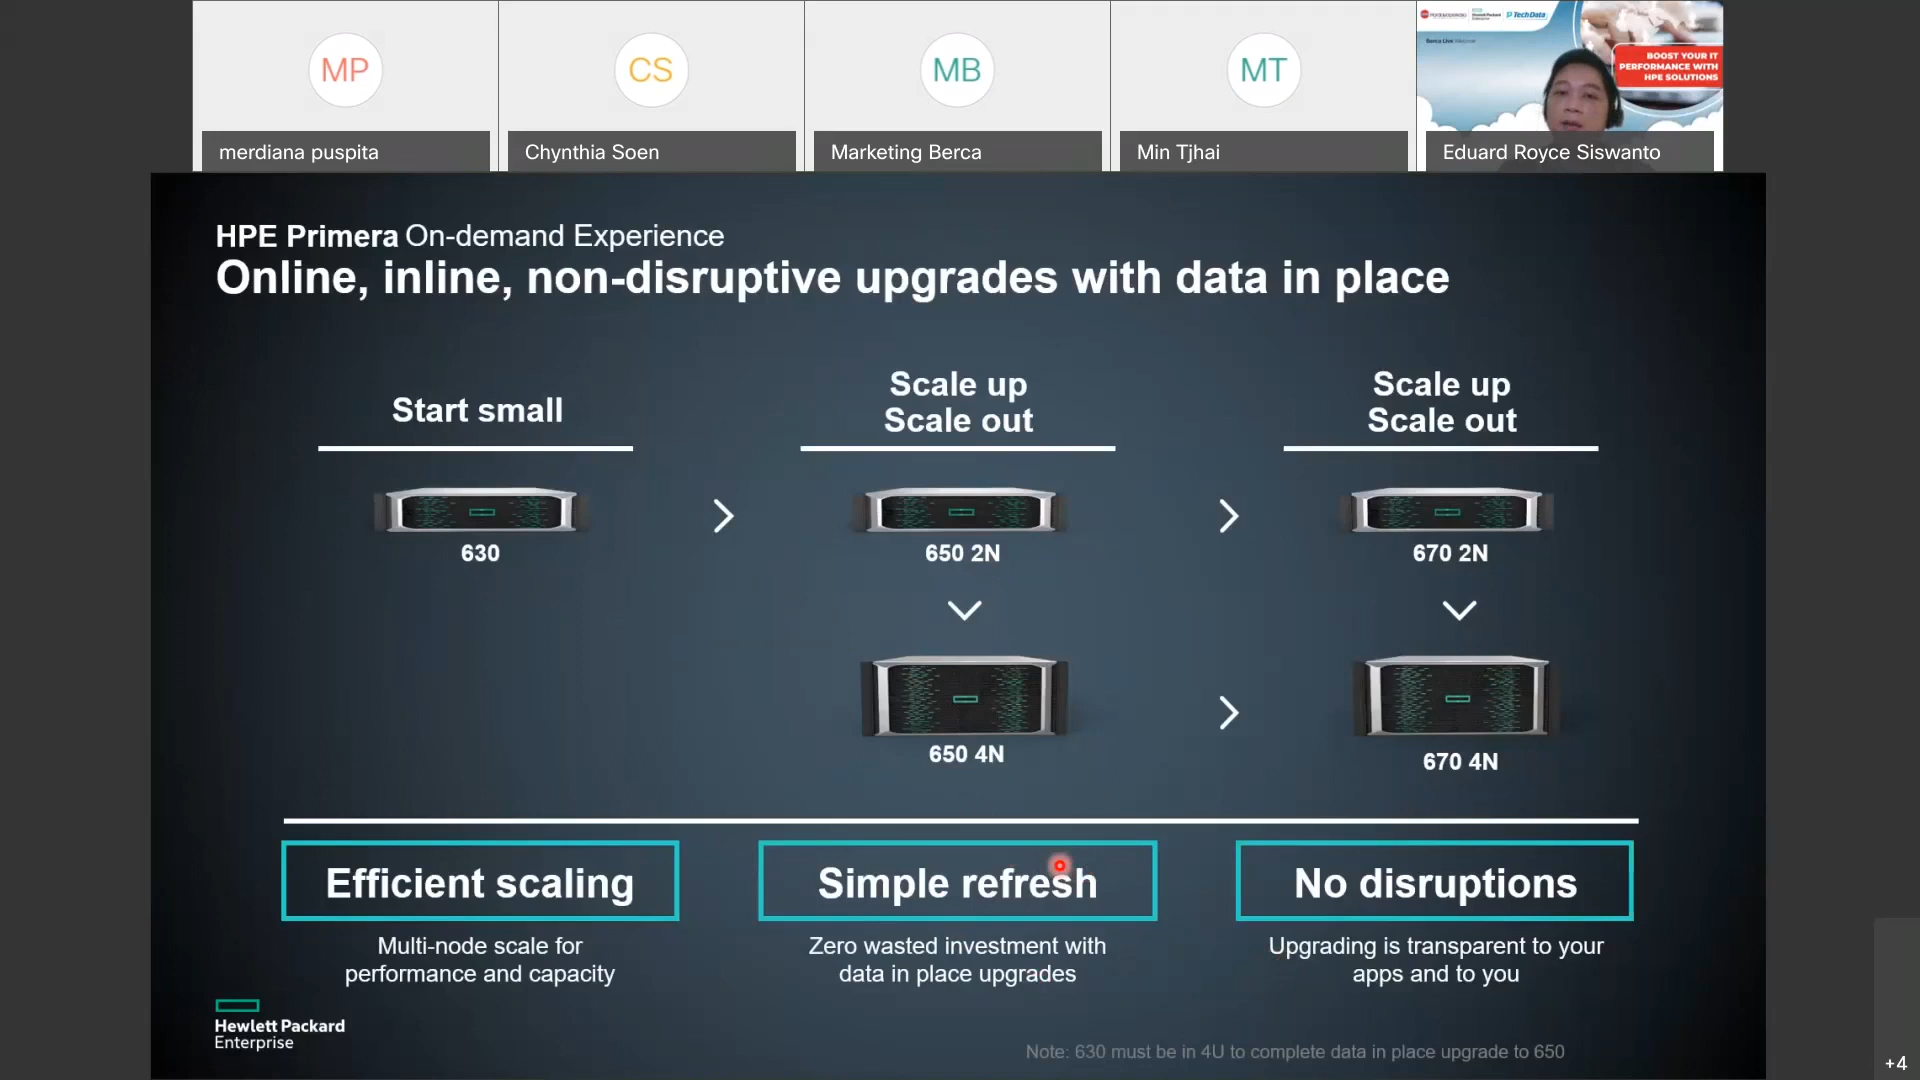 MP
CS
MB
MT
TechData
BOOST YOUR IT
PERFORMANCE WITH
HPE SOLUTIONS
merdiana puspita
Chynthia Soen
Marketing Berca
Min Tjhai
Eduard Royce Siswanto
HPE Primera On-demand Experience
Online, inline, non-disruptive upgrades with data in place
Start small
Scale up
Scale out
Scale up
Scale out
630
650 2N
670 2N
650 4N
670 4N
Efficient scaling
Simple refresh
No disruptions
Multi-node scale for
performance and capacity
Zero wasted investment with
data in place upgrades
Upgrading is transparent to your
apps and to you
Hewlett Packard
Enterprise
Note: 630 must be in 4U to complete data in place upgrade to 650
+4